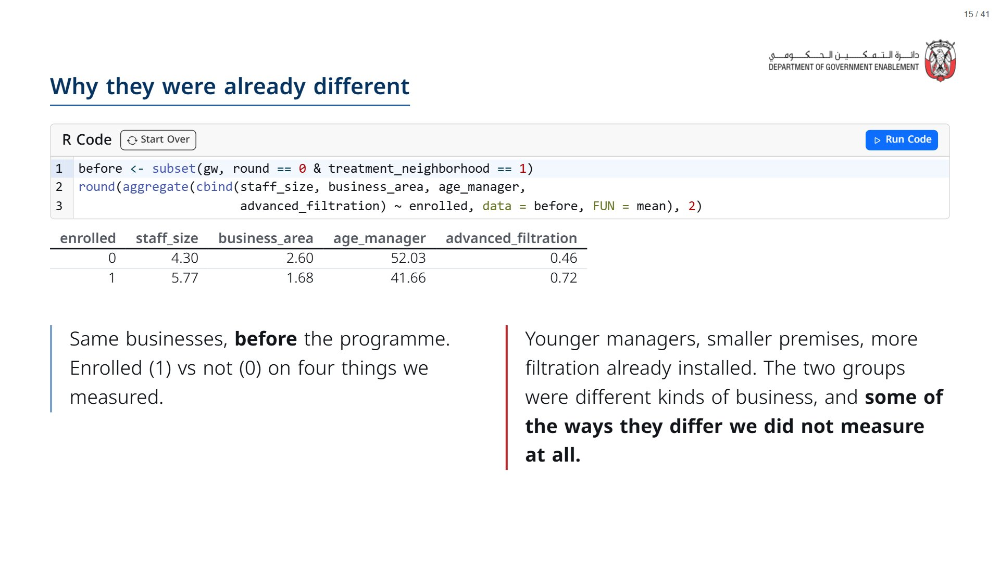 15 / 41
دائـرة الـتـمـكـيـن الـحـكـومـي
DEPARTMENT OF GOVERNMENT ENABLEMENT
Why they were already different
R Code Start Over Run Code
1 before <- subset(gw, round == 0 & treatment_neighborhood == 1)
2 round(aggregate(cbind(staff_size, business_area, age_manager,
3 advanced_filtration) ~ enrolled, data = before, FUN = mean), 2)
enrolled staff_size business_area age_manager advanced_filtration
0 4.30 2.60 52.03 0.46
1 5.77 1.68 41.66 0.72
Same businesses, before the programme.
Enrolled (1) vs not (0) on four things we
measured.
Younger managers, smaller premises, more
filtration already installed. The two groups
were different kinds of business, and some of
the ways they differ we did not measure
at all.